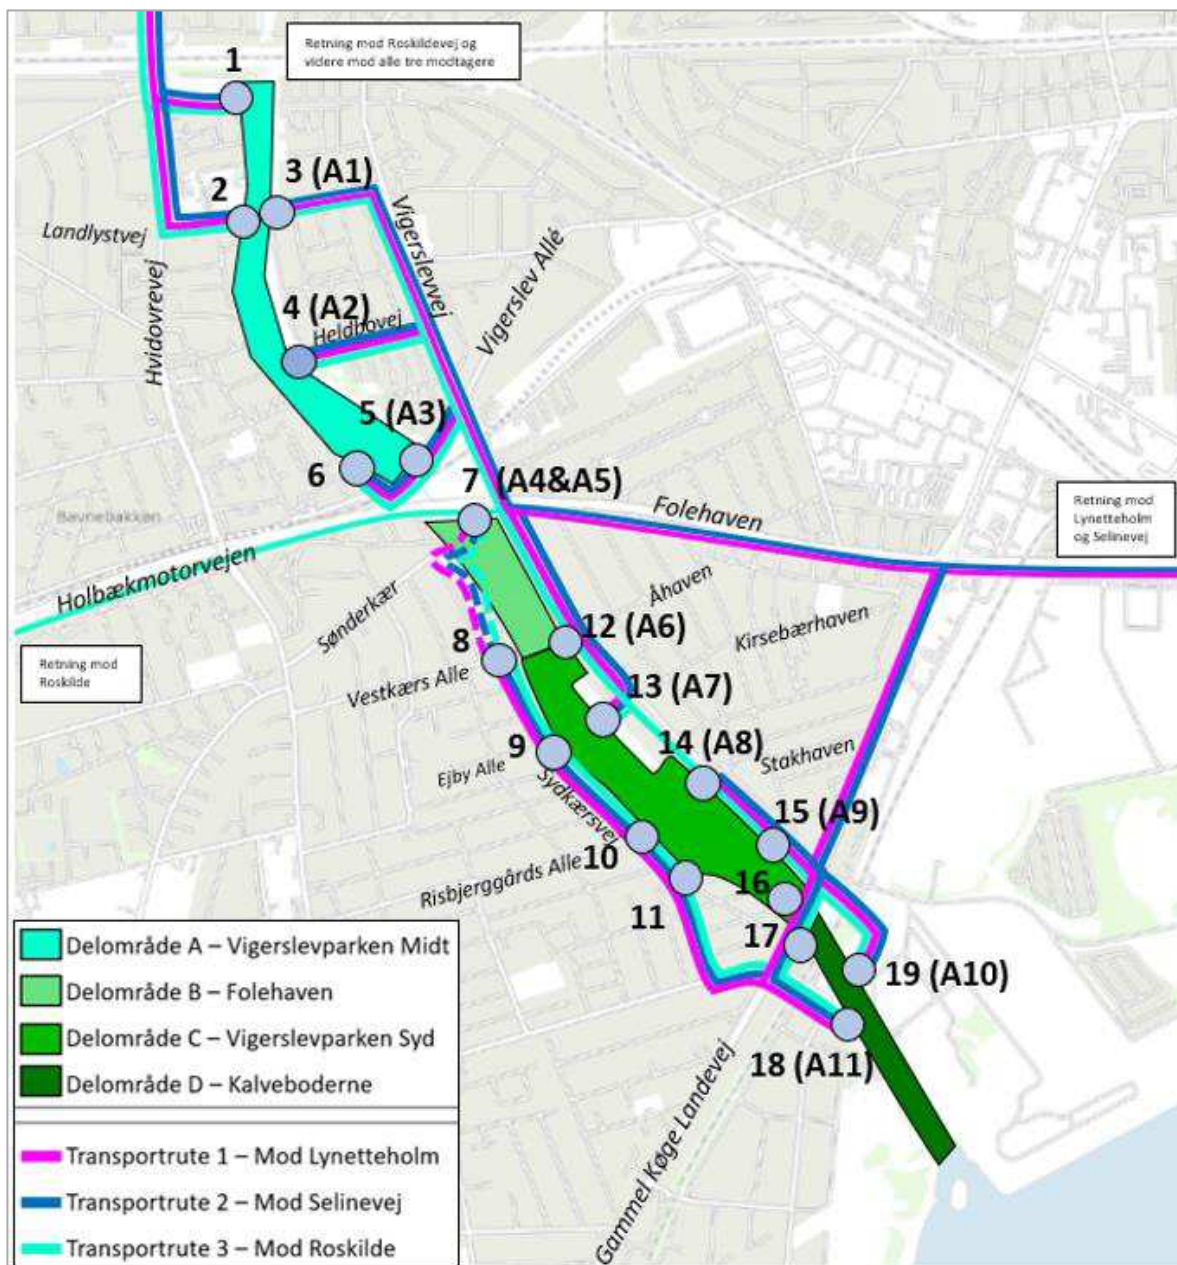 Retning mod Roskildevej og
videre mod alle tre modtagere
1
3 (A1)
2
Landlystvej
Vigerslevvej
Vigerslev Allé
Hvidovrevej
4 (A2)
Heldbovej
5 (A3)
6
7 (A4&A5)
Bavnebakken
Folehaven
Retning mod
Lynetteholm
og Selinevej
Holbækmotorvejen
Sønderkær
Åhaven
Kirsebærhaven
Retning mod
Roskilde
8
12 (A6)
Vestkærs Alle
13 (A7)
9
14 (A8)
Stakhaven
Ejby Alle
Sydkærsvej
15 (A9)
10
Risbjerggårds Alle
16
11
17
19 (A10)
18 (A11)
Gammel Køge Landevej
Delområde A – Vigerslevparken Midt
Delområde B – Folehaven
Delområde C – Vigerslevparken Syd
Delområde D – Kalveboderne
Transportrute 1 – Mod Lynetteholm
Transportrute 2 – Mod Selinevej
Transportrute 3 – Mod Roskilde